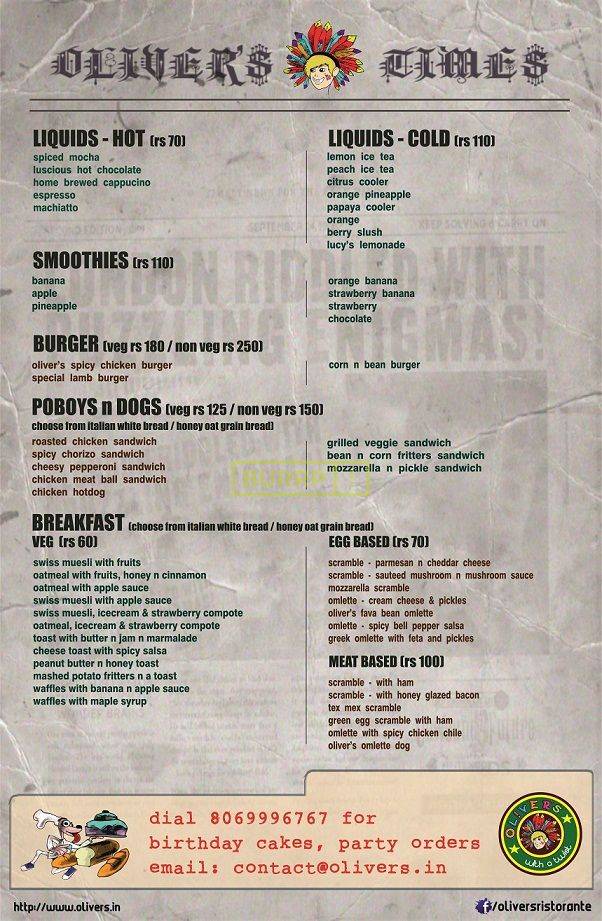 OLIVER'S TIMES
LIQUIDS - HOT (rs 70)
spiced mocha
luscious hot chocolate
home brewed cappucino
espresso
machiatto
LIQUIDS - COLD (rs 110)
lemon ice tea
peach ice tea
citrus cooler
orange pineapple
papaya cooler
orange
berry slush
lucy's lemonade
SMOOTHIES (rs 110)
banana
apple
pineapple
orange banana
strawberry banana
strawberry
chocolate
BURGER (veg rs 180 / non veg rs 250)
oliver's spicy chicken burger
special lamb burger
corn n bean burger
POBOYS n DOGS (veg rs 125 / non veg rs 150)
choose from italian white bread / honey oat grain bread)
roasted chicken sandwich
spicy chorizo sandwich
cheesy pepperoni sandwich
chicken meat ball sandwich
chicken hotdog
grilled veggie sandwich
bean n corn fritters sandwich
mozzarella n pickle sandwich
BREAKFAST (choose from italian white bread / honey oat grain bread)
VEG (rs 60)
swiss muesli with fruits
oatmeal with fruits, honey n cinnamon
oatmeal with apple sauce
swiss muesli with apple sauce
swiss muesli, icecream & strawberry compote
oatmeal, icecream & strawberry compote
toast with butter n jam n marmalade
cheese toast with spicy salsa
peanut butter n honey toast
mashed potato fritters n a toast
waffles with banana n apple sauce
waffles with maple syrup
EGG BASED (rs 70)
scramble - parmesan n cheddar cheese
scramble - sauteed mushroom n mushroom sauce
mozzarella scramble
omlette - cream cheese & pickles
oliver's fava bean omlette
omlette - spicy bell pepper salsa
greek omlette with feta and pickles
MEAT BASED (rs 100)
scramble - with ham
scramble - with honey glazed bacon
tex mex scramble
green egg scramble with ham
omlette with spicy chicken chile
oliver's omlette dog
dial 8069996767 for
birthday cakes, party orders
email: contact@olivers.in
OLIVERS
with a twist
http://www.olivers.in
f/oliversristorante